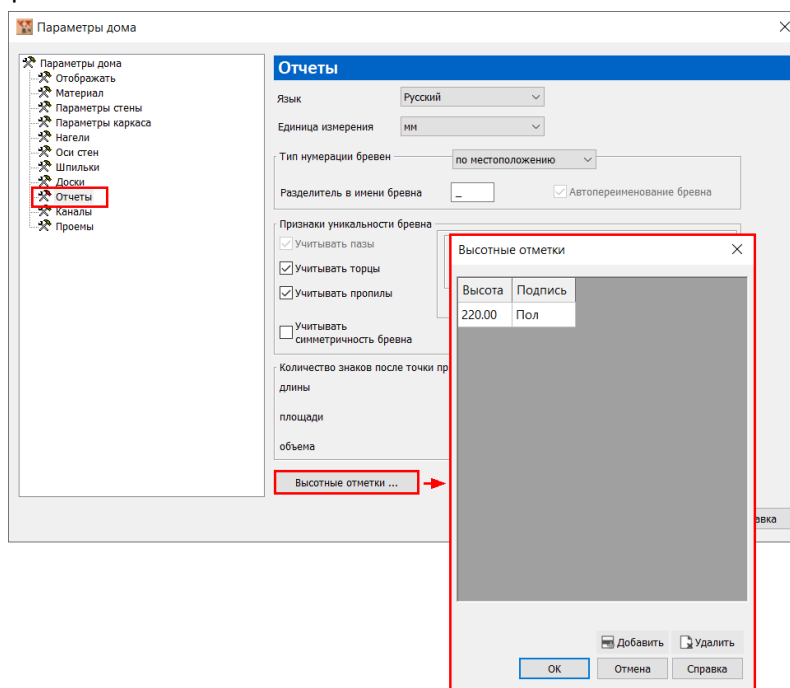 Параметры дома
Параметры дома
Отображать
Материал
Параметры стены
Параметры каркаса
Нагели
Оси стен
Шпильки
Доски
Отчеты
Каналы
Проемы
Отчеты
Язык
Русский
Единица измерения
мм
Тип нумерации бревен
по местоположению
Разделитель в имени бревна
_
Автопереименование бревна
Признаки уникальности бревна
Учитывать пазы
Учитывать торцы
Учитывать пропилы
Учитывать
симметричность бревна
Количество знаков после точки пр
длины
площади
объема
Высотные отметки ...
авка
Высотные отметки
Высота Подпись
220.00 Пол
Добавить Удалить
ОК Отмена Справка